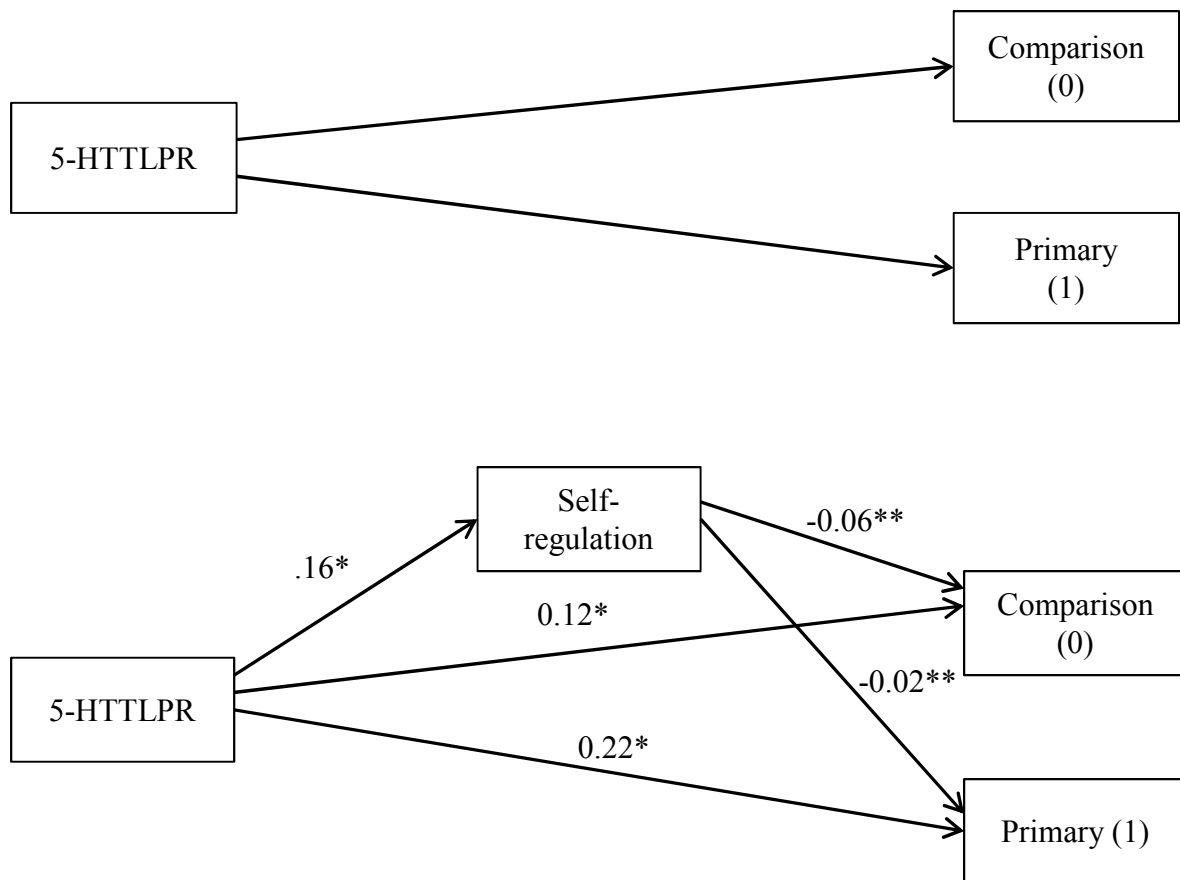 Comparison
(0)
5-HTTLPR
Primary
(1)
Self-
regulation
-0.06**
.16*
0.12*
Comparison
(0)
-0.02**
5-HTTLPR
0.22*
Primary (1)